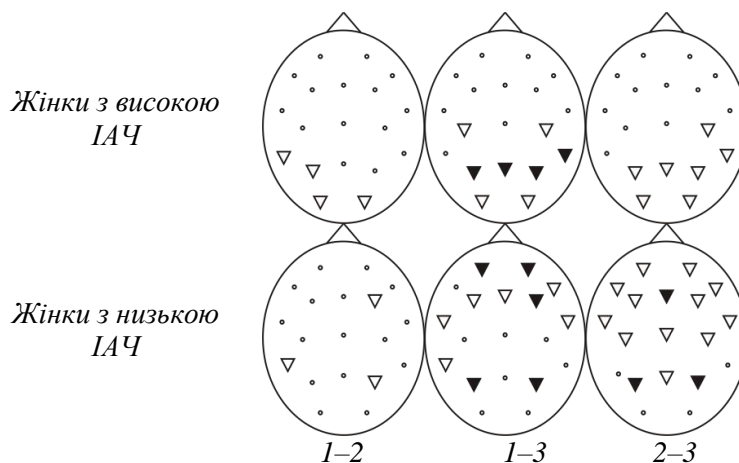 Жінки з високою
ІАЧ
Жінки з низькою
ІАЧ
1–2
1–3
2–3